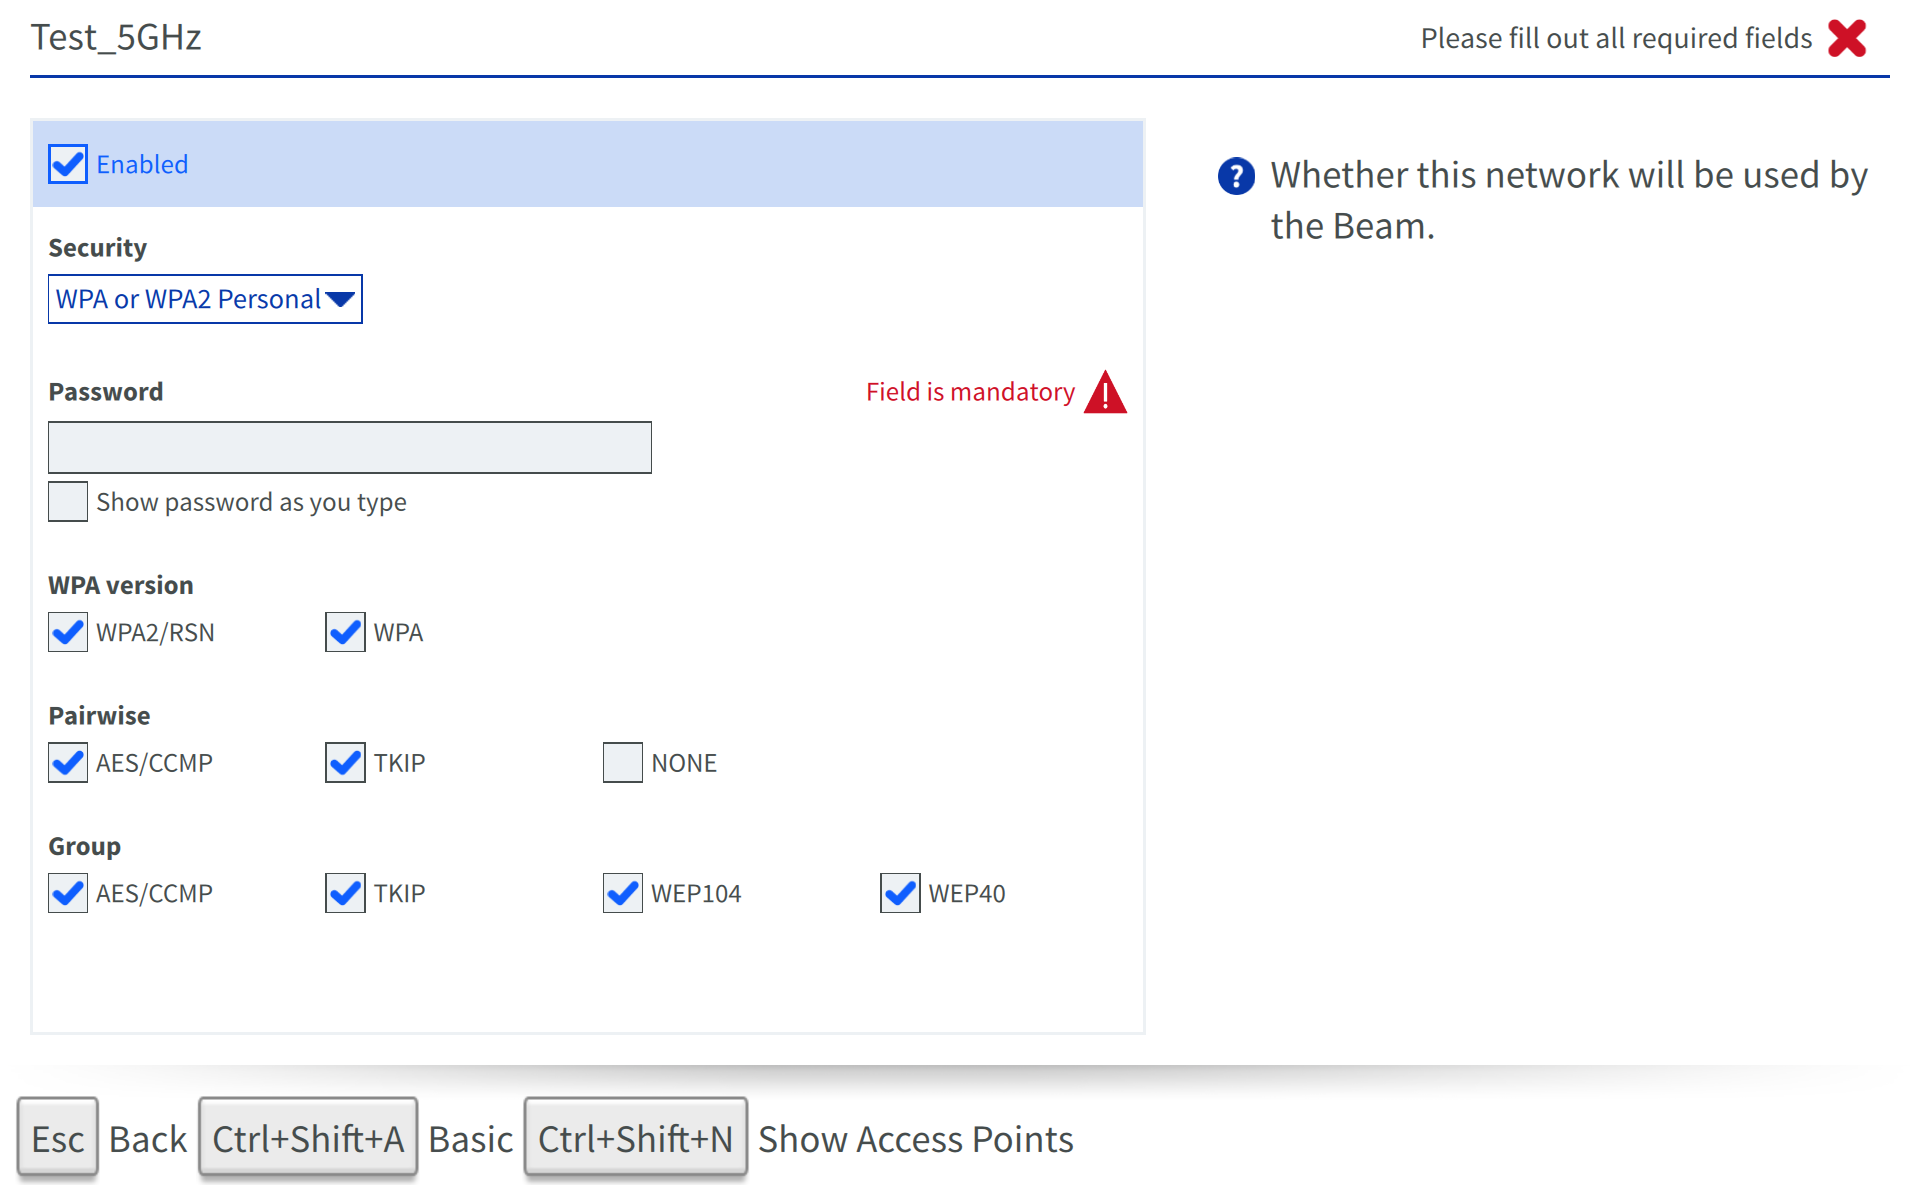 Test_5GHz
Please fill out all required fields
Enabled
Whether this network will be used by
the Beam.
Security
WPA or WPA2 Personal
Password
Field is mandatory
Show password as you type
WPA version
WPA2/RSN WPA
Pairwise
AES/CCMP TKIP NONE
Group
AES/CCMP TKIP WEP104 WEP40
Esc Back Ctrl+Shift+A Basic Ctrl+Shift+N Show Access Points